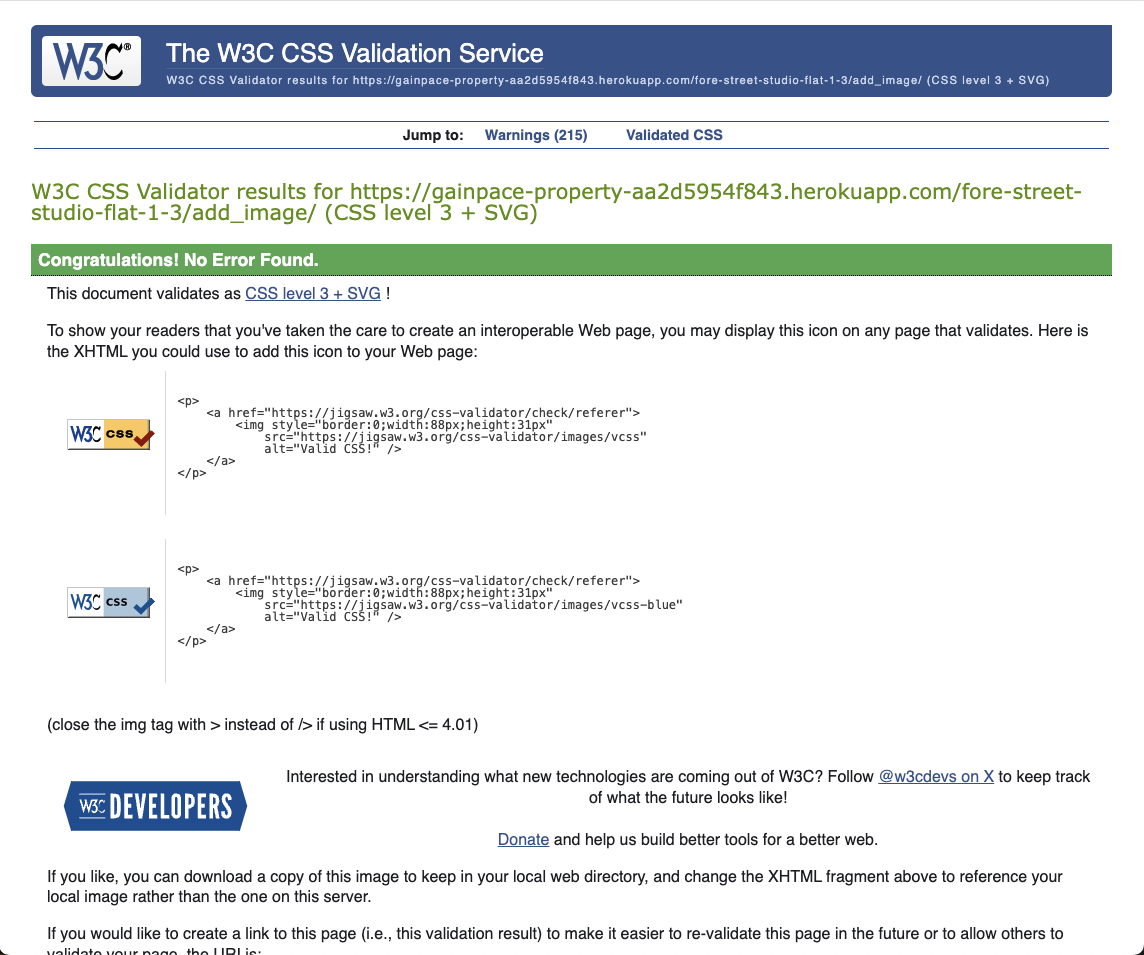 W3C®
The W3C CSS Validation Service
W3C CSS Validator results for https://gainpace-property-aa2d5954f843.herokuapp.com/fore-street-studio-flat-1-3/add_image/ (CSS level 3 + SVG)
Jump to: Warnings (215) Validated CSS
W3C CSS Validator results for https://gainpace-property-aa2d5954f843.herokuapp.com/fore-street-
studio-flat-1-3/add_image/ (CSS level 3 + SVG)
Congratulations! No Error Found.
This document validates as CSS level 3 + SVG !
To show your readers that you've taken the care to create an interoperable Web page, you may display this icon on any page that validates. Here is
the XHTML you could use to add this icon to your Web page:
W3C css
<p>
    <a href="https://jigsaw.w3.org/css-validator/check/referer">
        <img style="border:0;width:88px;height:31px"
            src="https://jigsaw.w3.org/css-validator/images/vcss"
            alt="Valid CSS!" />
    </a>
</p>
W3C css
<p>
    <a href="https://jigsaw.w3.org/css-validator/check/referer">
        <img style="border:0;width:88px;height:31px"
            src="https://jigsaw.w3.org/css-validator/images/vcss-blue"
            alt="Valid CSS!" />
    </a>
</p>
(close the img tag with > instead of /> if using HTML <= 4.01)
W3C DEVELOPERS
Interested in understanding what new technologies are coming out of W3C? Follow @w3cdevs on X to keep track
of what the future looks like!
Donate and help us build better tools for a better web.
If you like, you can download a copy of this image to keep in your local web directory, and change the XHTML fragment above to reference your
local image rather than the one on this server.
If you would like to create a link to this page (i.e., this validation result) to make it easier to re-validate this page in the future or to allow others to
validate your page, the URI is: